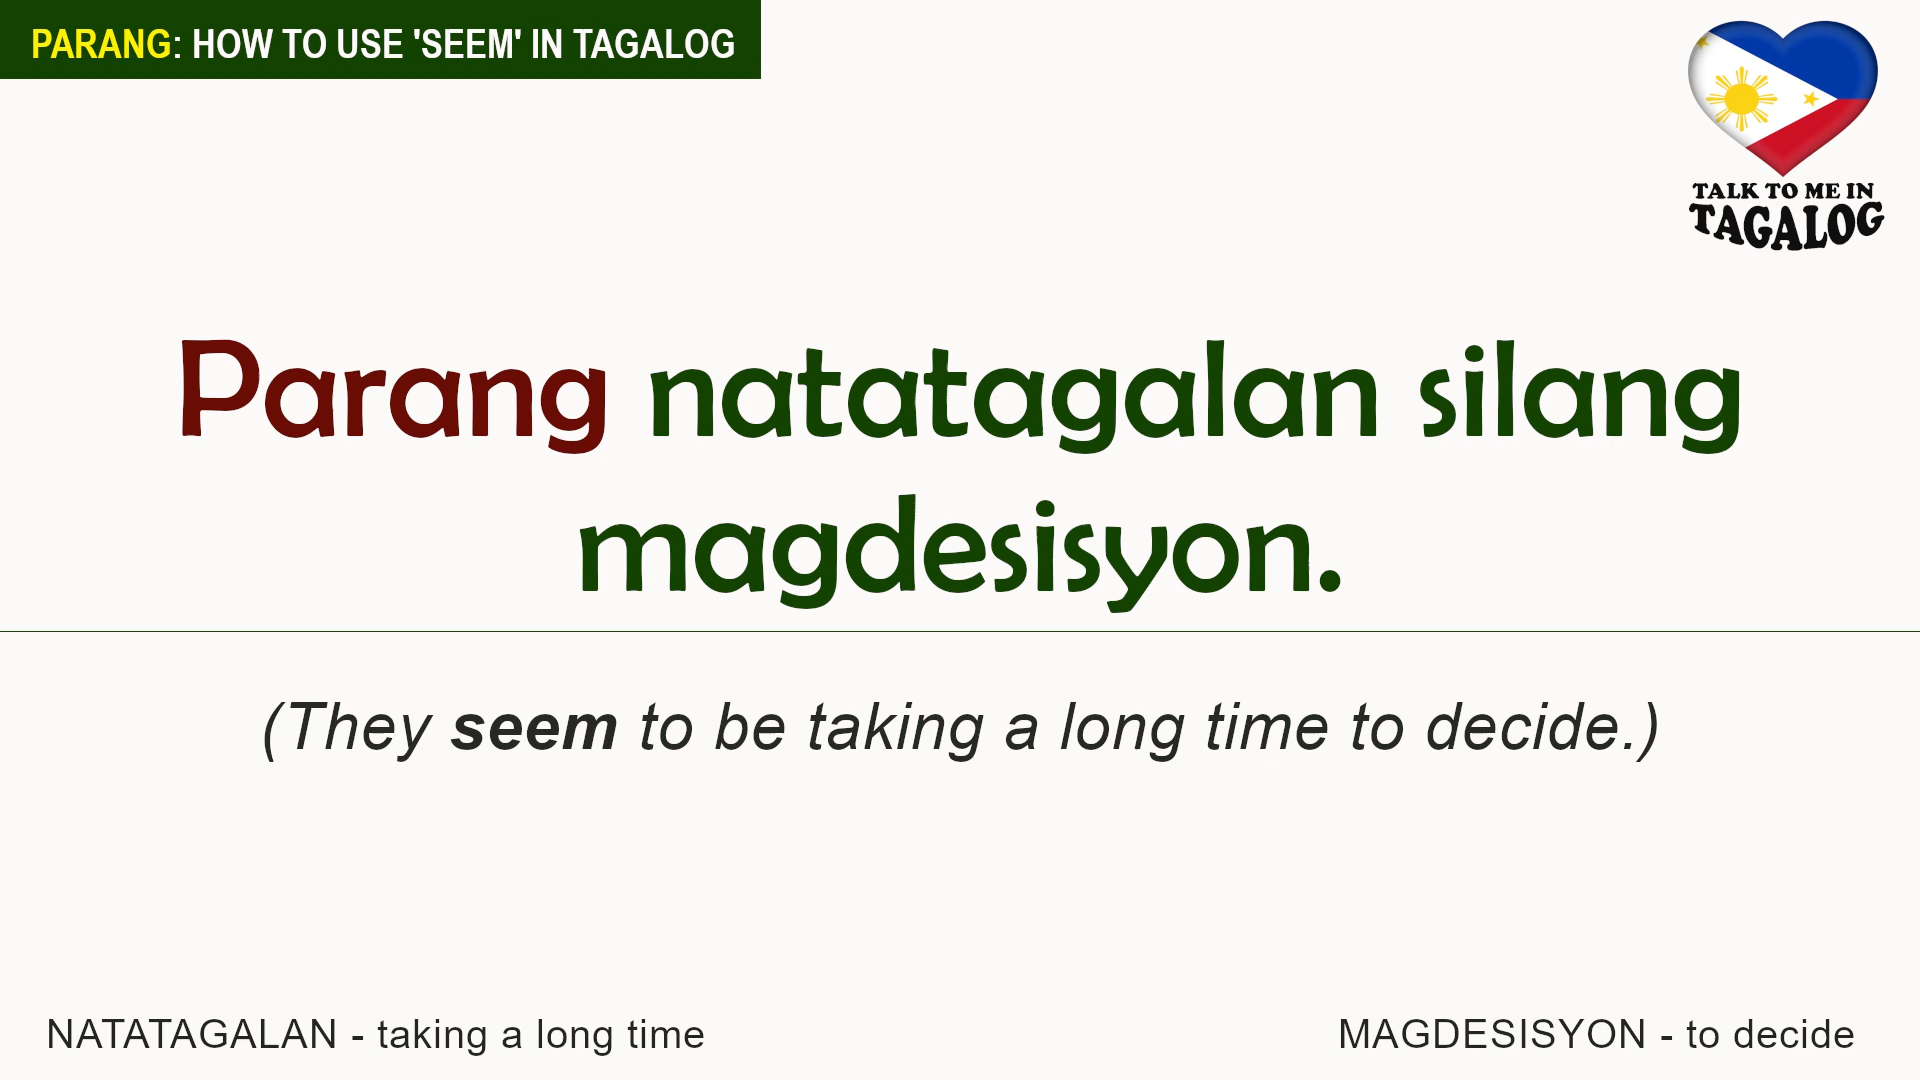 PARANG: HOW TO USE 'SEEM' IN TAGALOG
TALK TO ME IN
TAGALOG
Parang natatagalan silang
magdesisyon.
(They seem to be taking a long time to decide.)
NATATAGALAN - taking a long time
MAGDESISYON - to decide